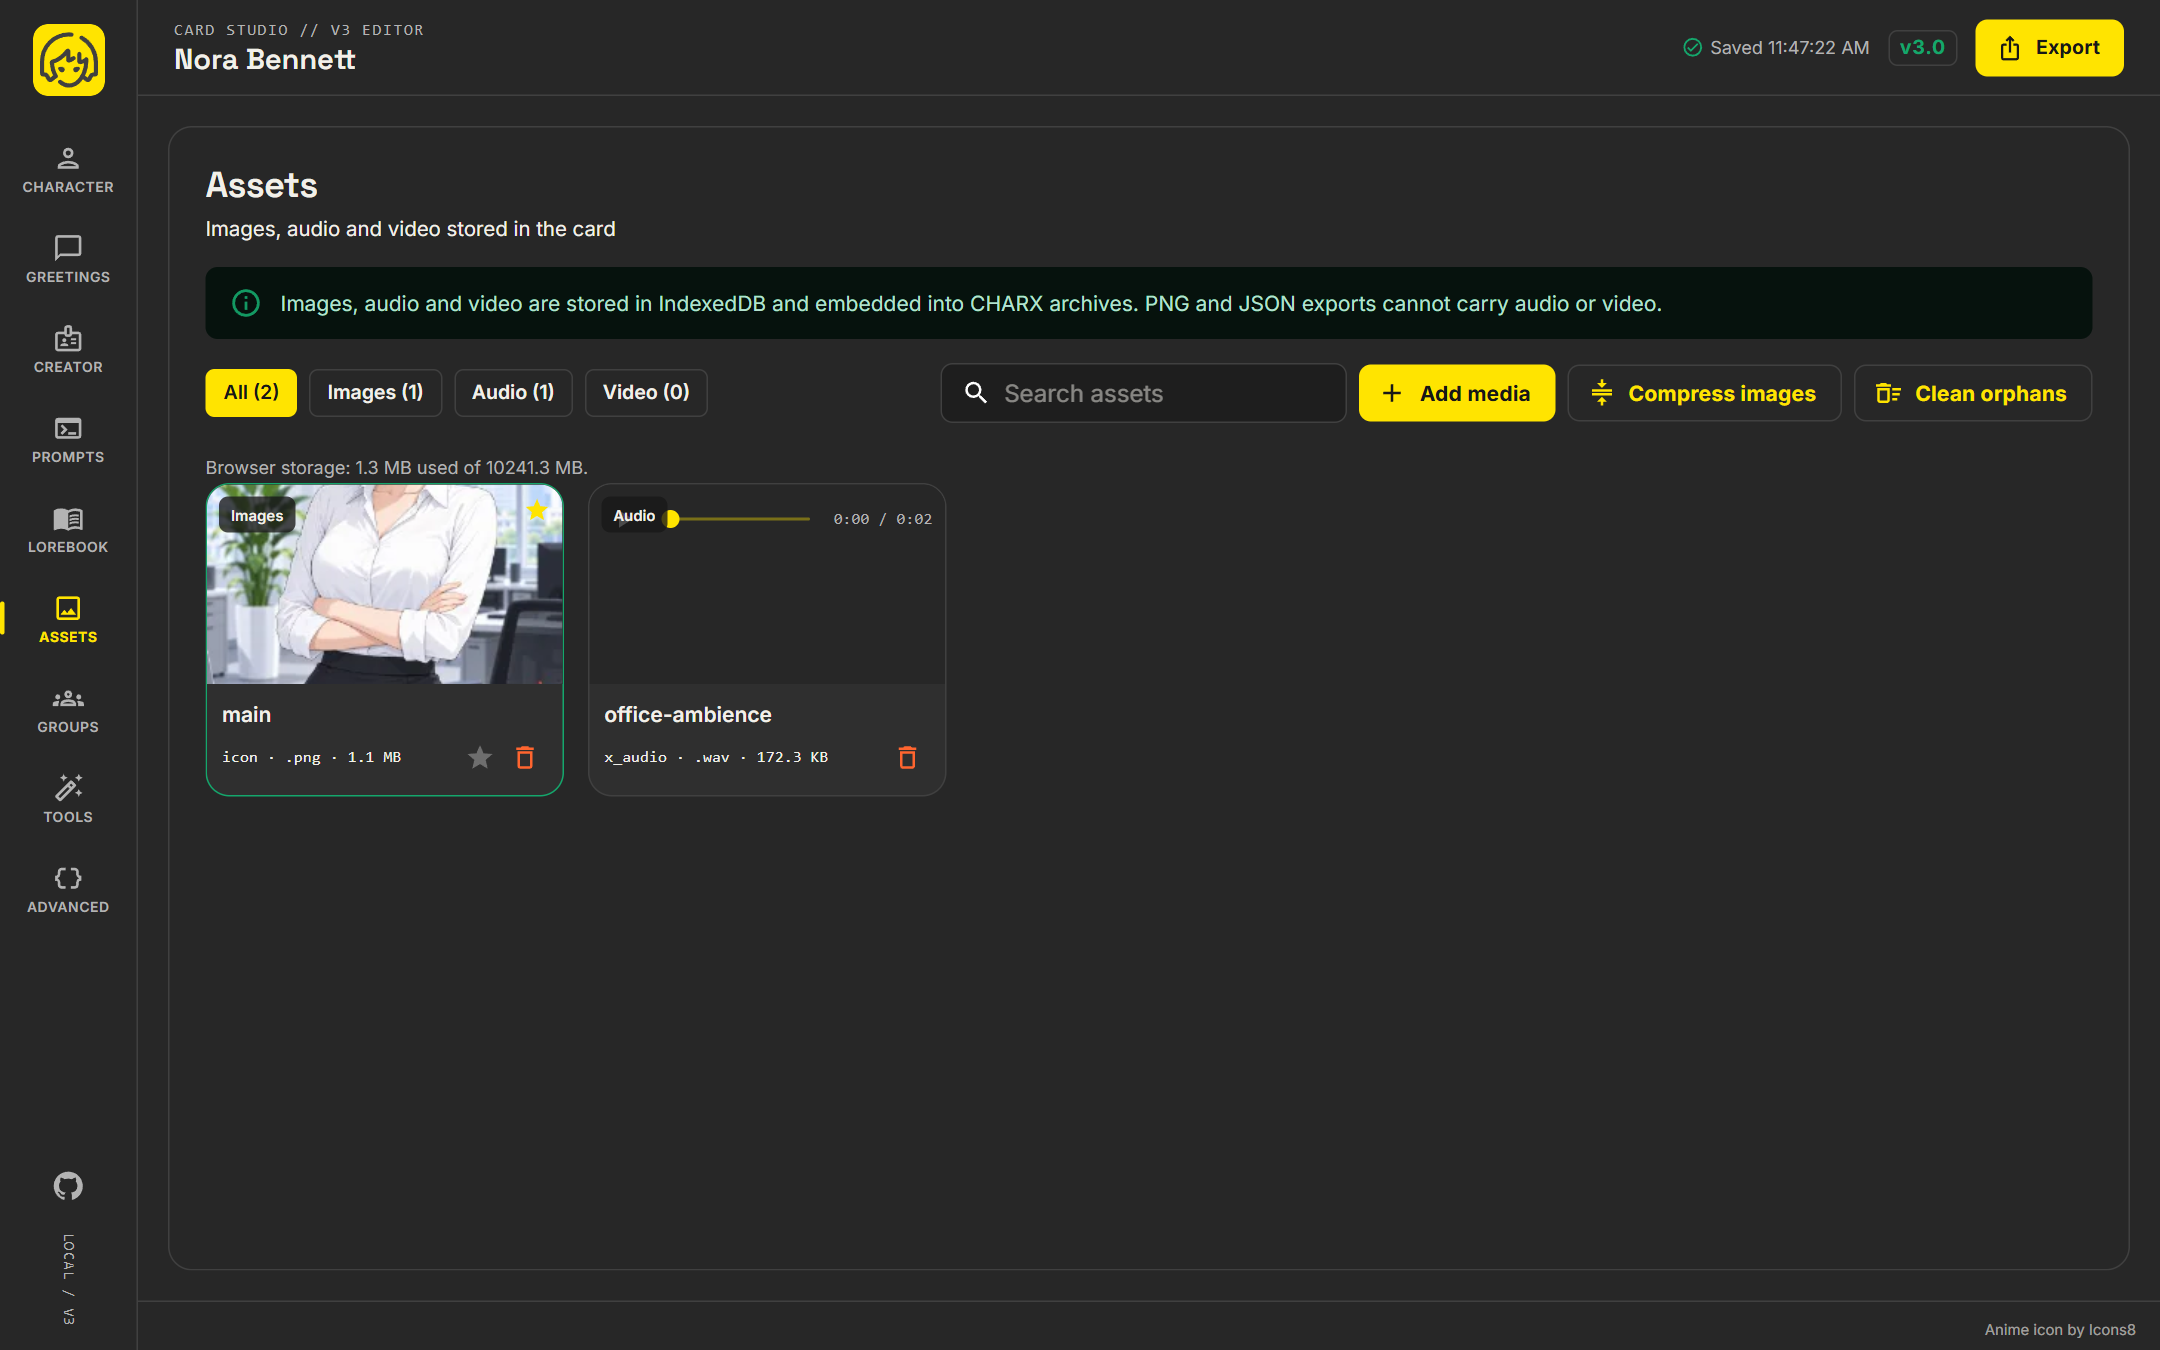 CARD STUDIO // V3 EDITOR
Nora Bennett
Saved 11:47:22 AM
v3.0
Export
CHARACTER
GREETINGS
CREATOR
PROMPTS
LOREBOOK
ASSETS
GROUPS
TOOLS
ADVANCED
LOCAL / V3
Assets
Images, audio and video stored in the card
Images, audio and video are stored in IndexedDB and embedded into CHARX archives. PNG and JSON exports cannot carry audio or video.
All (2)
Images (1)
Audio (1)
Video (0)
Search assets
Add media
Compress images
Clean orphans
Browser storage: 1.3 MB used of 10241.3 MB.
Images
main
icon · .png · 1.1 MB
Audio
0:00 / 0:02
office-ambience
x_audio · .wav · 172.3 KB
Anime icon by Icons8